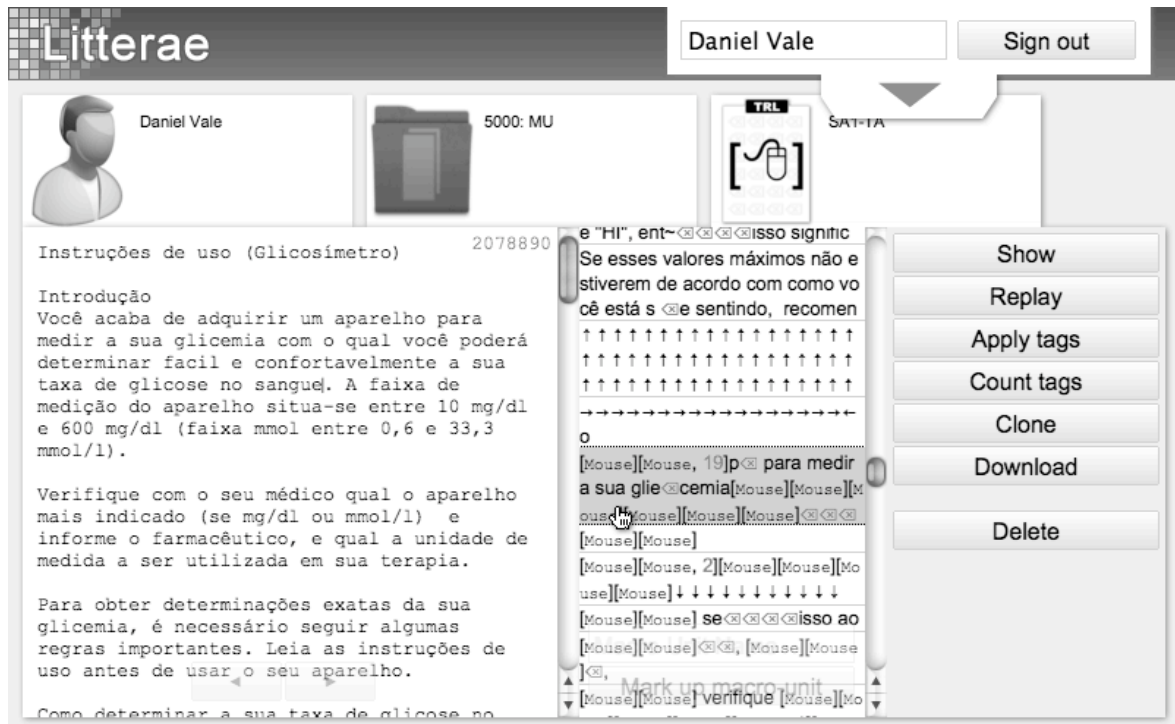 Litterae
Daniel Vale
Sign out
Daniel Vale
5000: MU
TRL
SAT-TA
2078890
Instruções de uso (Glicosímetro)
Introdução
Você acaba de adquirir um aparelho para
medir a sua glicemia com o qual você poderá
determinar facil e confortavelmente a sua
taxa de glicose no sangue. A faixa de
medição do aparelho situa-se entre 10 mg/dl
e 600 mg/dl (faixa mmol entre 0,6 e 33,3
mmol/l).
Verifique com o seu médico qual o aparelho
mais indicado (se mg/dl ou mmol/l)  e
informe o farmacêutico, e qual a unidade de
medida a ser utilizada em sua terapia.
Para obter determinações exatas da sua
glicemia, é necessário seguir algumas
regras importantes. Leia as instruções de
uso antes de usar o seu aparelho.
Como determinar a sua taxa de glicose no
e "HI", ent~⌫⌫⌫⌫isso signific
Se esses valores máximos não e
stiverem de acordo com como vo
cê está s ⌫e sentindo,  recomen
↑↑↑↑↑↑↑↑↑↑↑↑↑↑↑↑↑↑
↑↑↑↑↑↑↑↑↑↑↑↑↑↑↑↑↑↑
↑↑↑↑↑↑↑↑↑↑↑↑↑↑↑↑↑↑
→→→→→→→→→→→→→→→→→←
o
[Mouse][Mouse, 19]p⌫ para medir
a sua glie⌫cemia[Mouse][Mouse][M
ouse][Mouse][Mouse][Mouse]⌫⌫⌫
[Mouse][Mouse]
[Mouse][Mouse, 2][Mouse][Mouse][Mo
use][Mouse]↓↓↓↓↓↓↓↓↓↓↓
[Mouse][Mouse] se⌫⌫⌫⌫isso ao
[Mouse][Mouse]⌫⌫, [Mouse][Mouse
]⌫,
Mark up macro-unit
[Mouse][Mouse] verifique [Mouse][Mo
Show
Replay
Apply tags
Count tags
Clone
Download
Delete